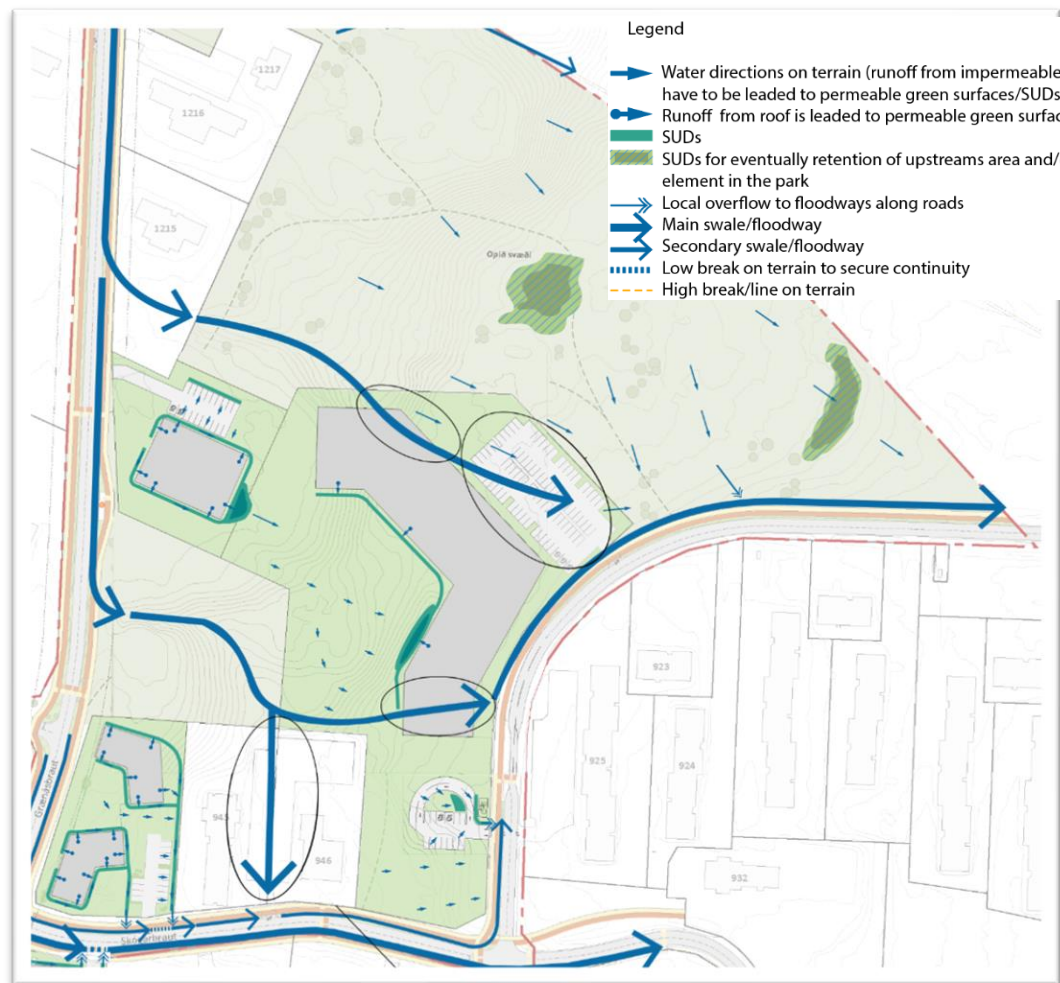 Legend
Water directions on terrain (runoff from impermeable
have to be leaded to permeable green surfaces/SUDs
Runoff from roof is leaded to permeable green surfac
SUDs
SUDs for eventually retention of upstreams area and/
element in the park
Local overflow to floodways along roads
Main swale/floodway
Secondary swale/floodway
Low break on terrain to secure continuity
High break/line on terrain
1217
1216
1215
Opið svæði
923
925
924
Grænásbraut
945
946
932
Skógarbraut